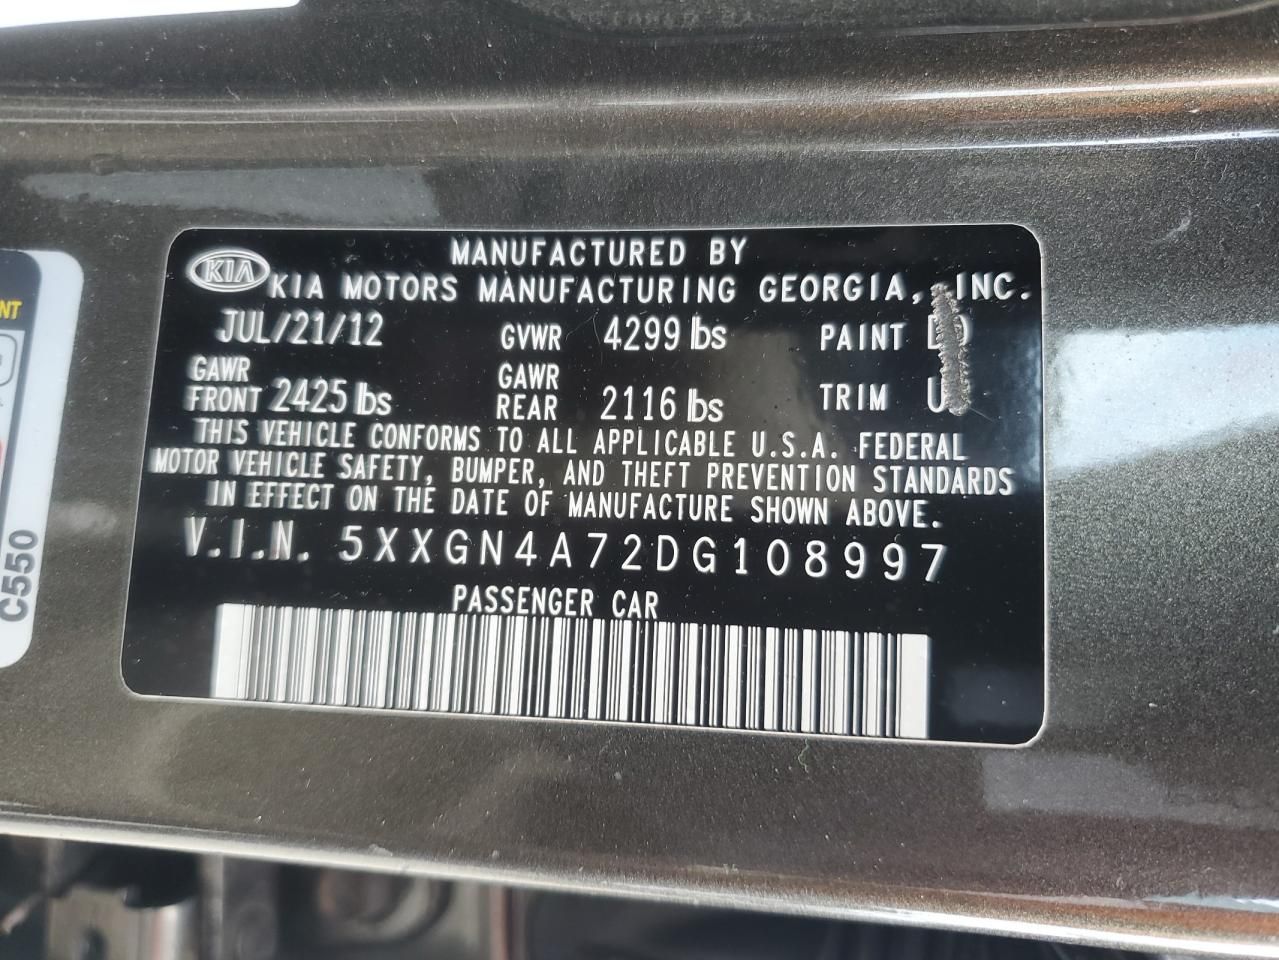 MANUFACTURED BY
KIA
KIA MOTORS MANUFACTURING GEORGIA, INC.
JUL/21/12 GVWR 4299 lbs PAINT
GAWR FRONT 2425 lbs GAWR REAR 2116 lbs TRIM
THIS VEHICLE CONFORMS TO ALL APPLICABLE U.S.A. FEDERAL
MOTOR VEHICLE SAFETY, BUMPER, AND THEFT PREVENTION STANDARDS
IN EFFECT ON THE DATE OF MANUFACTURE SHOWN ABOVE.
V.I.N. 5XXGN4A72DG108997
PASSENGER CAR
C550